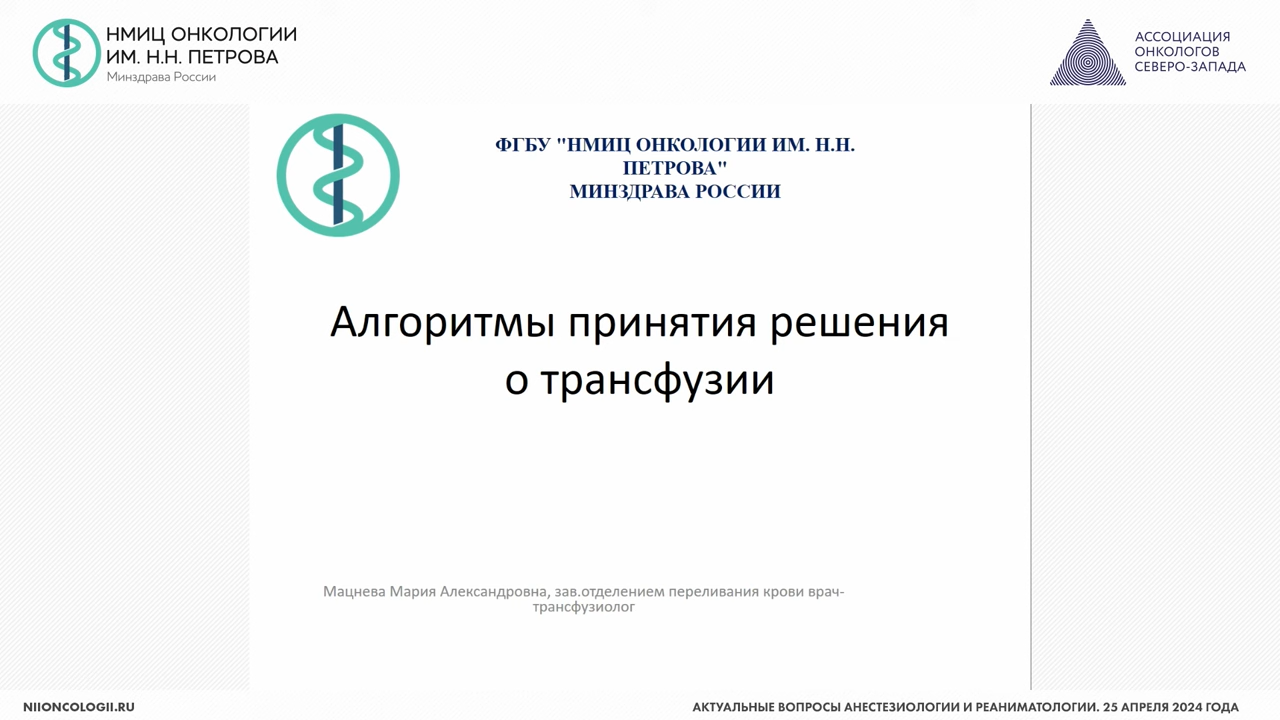 НМИЦ ОНКОЛОГИИ
ИМ. Н.Н. ПЕТРОВА
Минздрава России
АССОЦИАЦИЯ
ОНКОЛОГОВ
СЕВЕРО-ЗАПАДА
ФГБУ "НМИЦ ОНКОЛОГИИ ИМ. Н.Н.
ПЕТРОВА"
МИНЗДРАВА РОССИИ
Алгоритмы принятия решения
о трансфузии
Мацнева Мария Александровна, зав.отделением переливания крови врач-
трансфузиолог
NIIONCOLOGII.RU
АКТУАЛЬНЫЕ ВОПРОСЫ АНЕСТЕЗИОЛОГИИ И РЕАНИМАТОЛОГИИ. 25 АПРЕЛЯ 2024 ГОДА